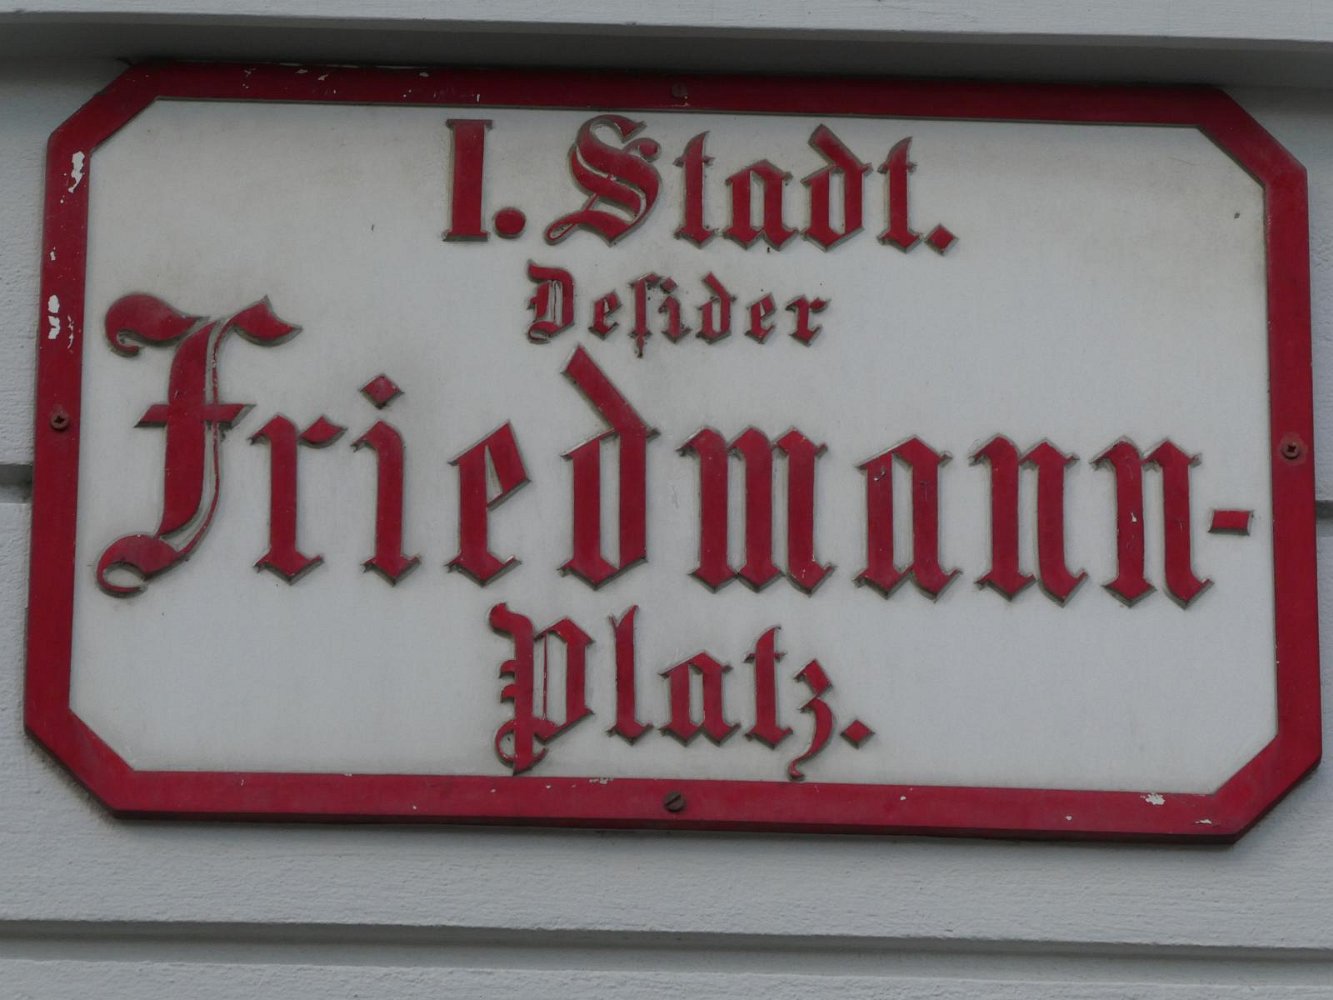 I. Stadt.
Deſider
Friedmann-
Platz.